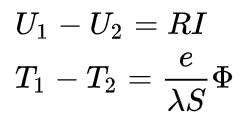 U₁ − U₂ = RI
T₁ − T₂ = e/(λS) Φ